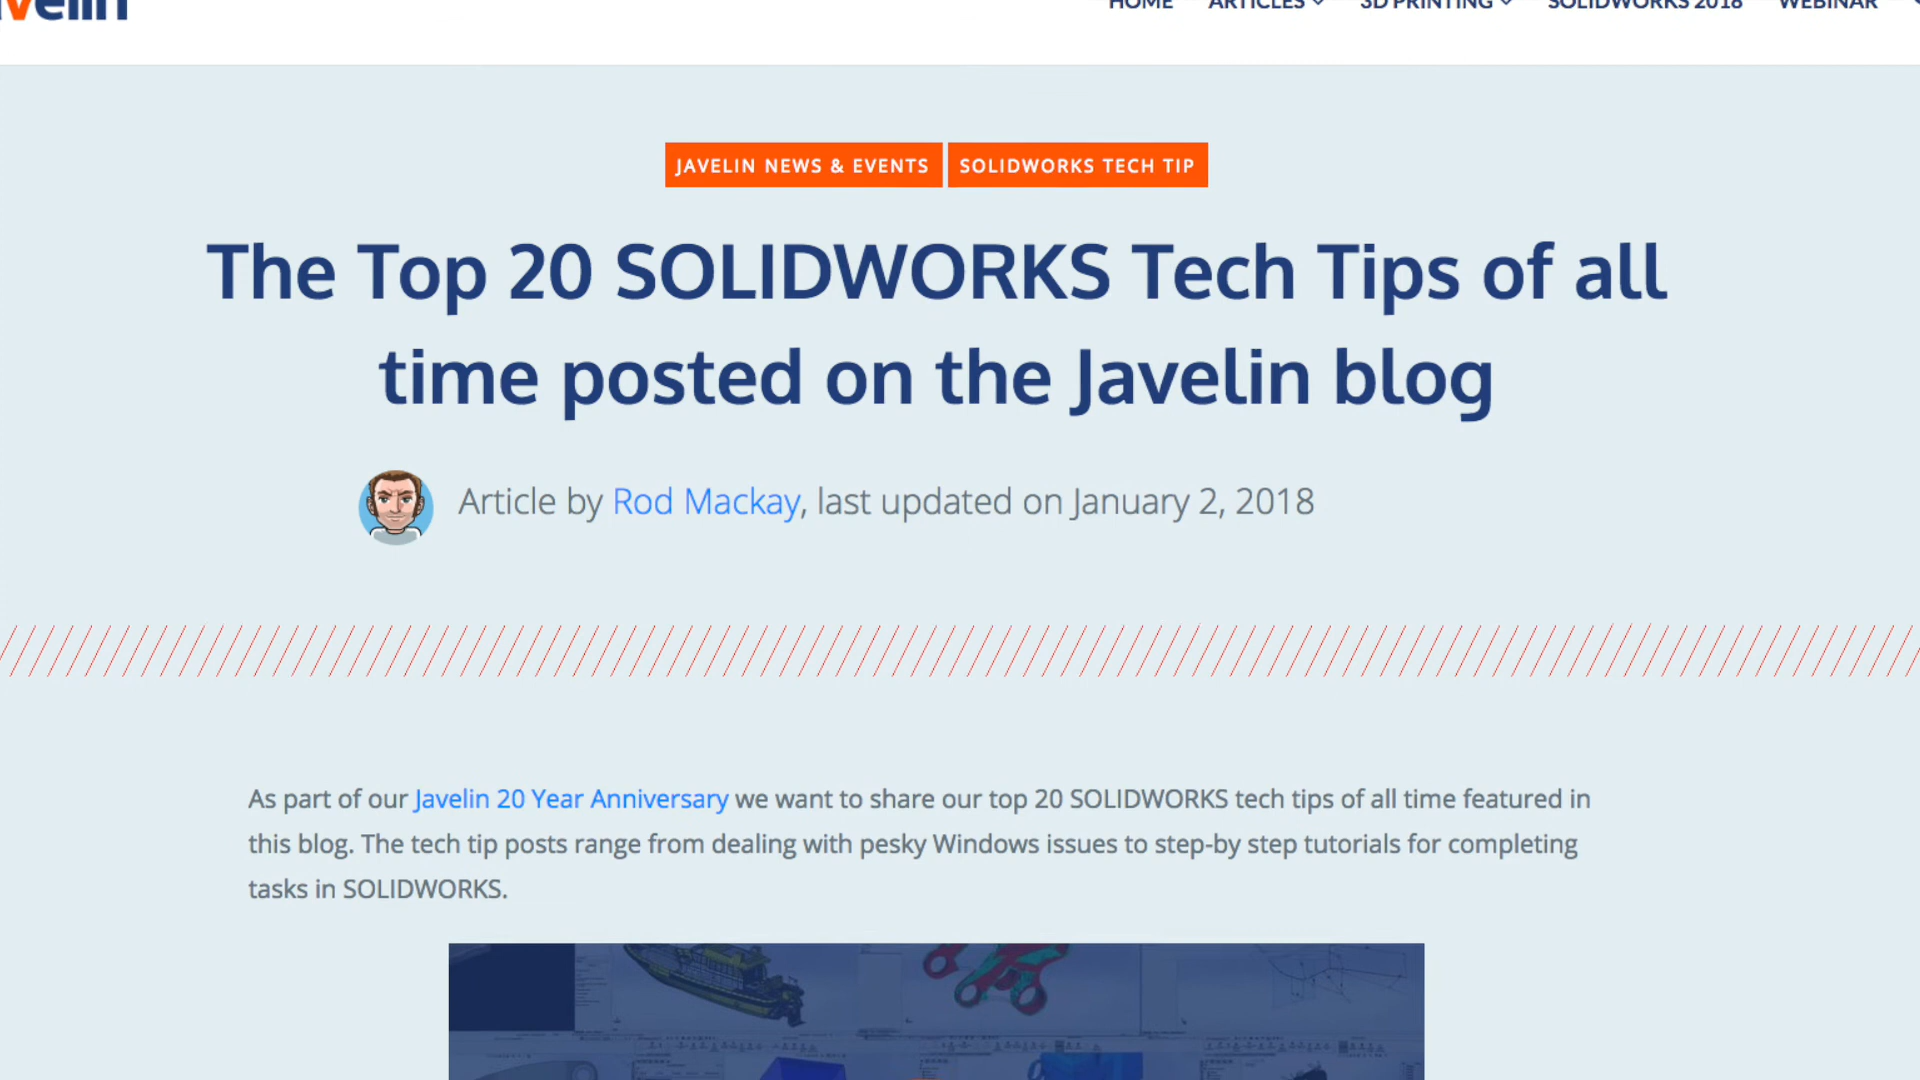 HOME ARTICLES 3D PRINTING SOLIDWORKS 2018 WEBINAR
JAVELIN NEWS & EVENTS SOLIDWORKS TECH TIP
The Top 20 SOLIDWORKS Tech Tips of all
time posted on the Javelin blog
Article by Rod Mackay, last updated on January 2, 2018
As part of our Javelin 20 Year Anniversary we want to share our top 20 SOLIDWORKS tech tips of all time featured in
this blog. The tech tip posts range from dealing with pesky Windows issues to step-by step tutorials for completing
tasks in SOLIDWORKS.